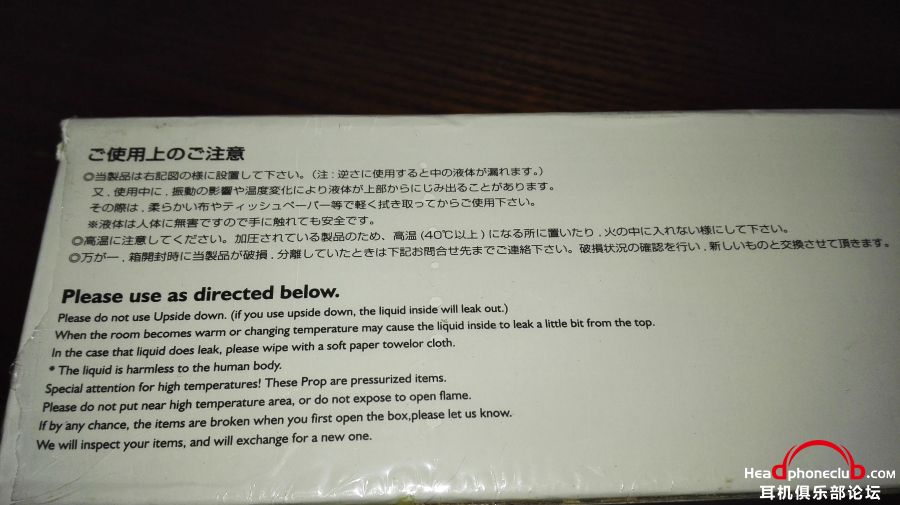 ご使用上のご注意
◎当製品は右記図の様に設置して下さい。(注：逆さに使用すると中の液体が漏れます。)
又，使用中に，振動の影響や温度変化により液体が上部からにじみ出ることがあります。
その際は，柔らかい布やティッシュペーパー等で軽く拭き取ってからご使用下さい。
※液体は人体に無害ですので手に触れても安全です。
◎高温に注意してください。加圧されている製品のため、高温(40℃以上)になる所に置いたり，火の中に入れない様にして下さい。
◎万が一，箱開封時に当製品が破損，分離していたときは下記お問合せ先までご連絡下さい。破損状況の確認を行い，新しいものと交換させて頂きます。
Please use as directed below.
Please do not use Upside down. (if you use upside down, the liquid inside will leak out.)
When the room becomes warm or changing temperature may cause the liquid inside to leak a little bit from the top.
In the case that liquid does leak, please wipe with a soft paper towelor cloth.
* The liquid is harmless to the human body.
Special attention for high temperatures! These Prop are pressurized items.
Please do not put near high temperature area, or do not expose to open flame.
If by any chance, the items are broken when you first open the box,please let us know.
We will inspect your items, and will exchange for a new one.
Headphoneclub.com
耳机俱乐部论坛